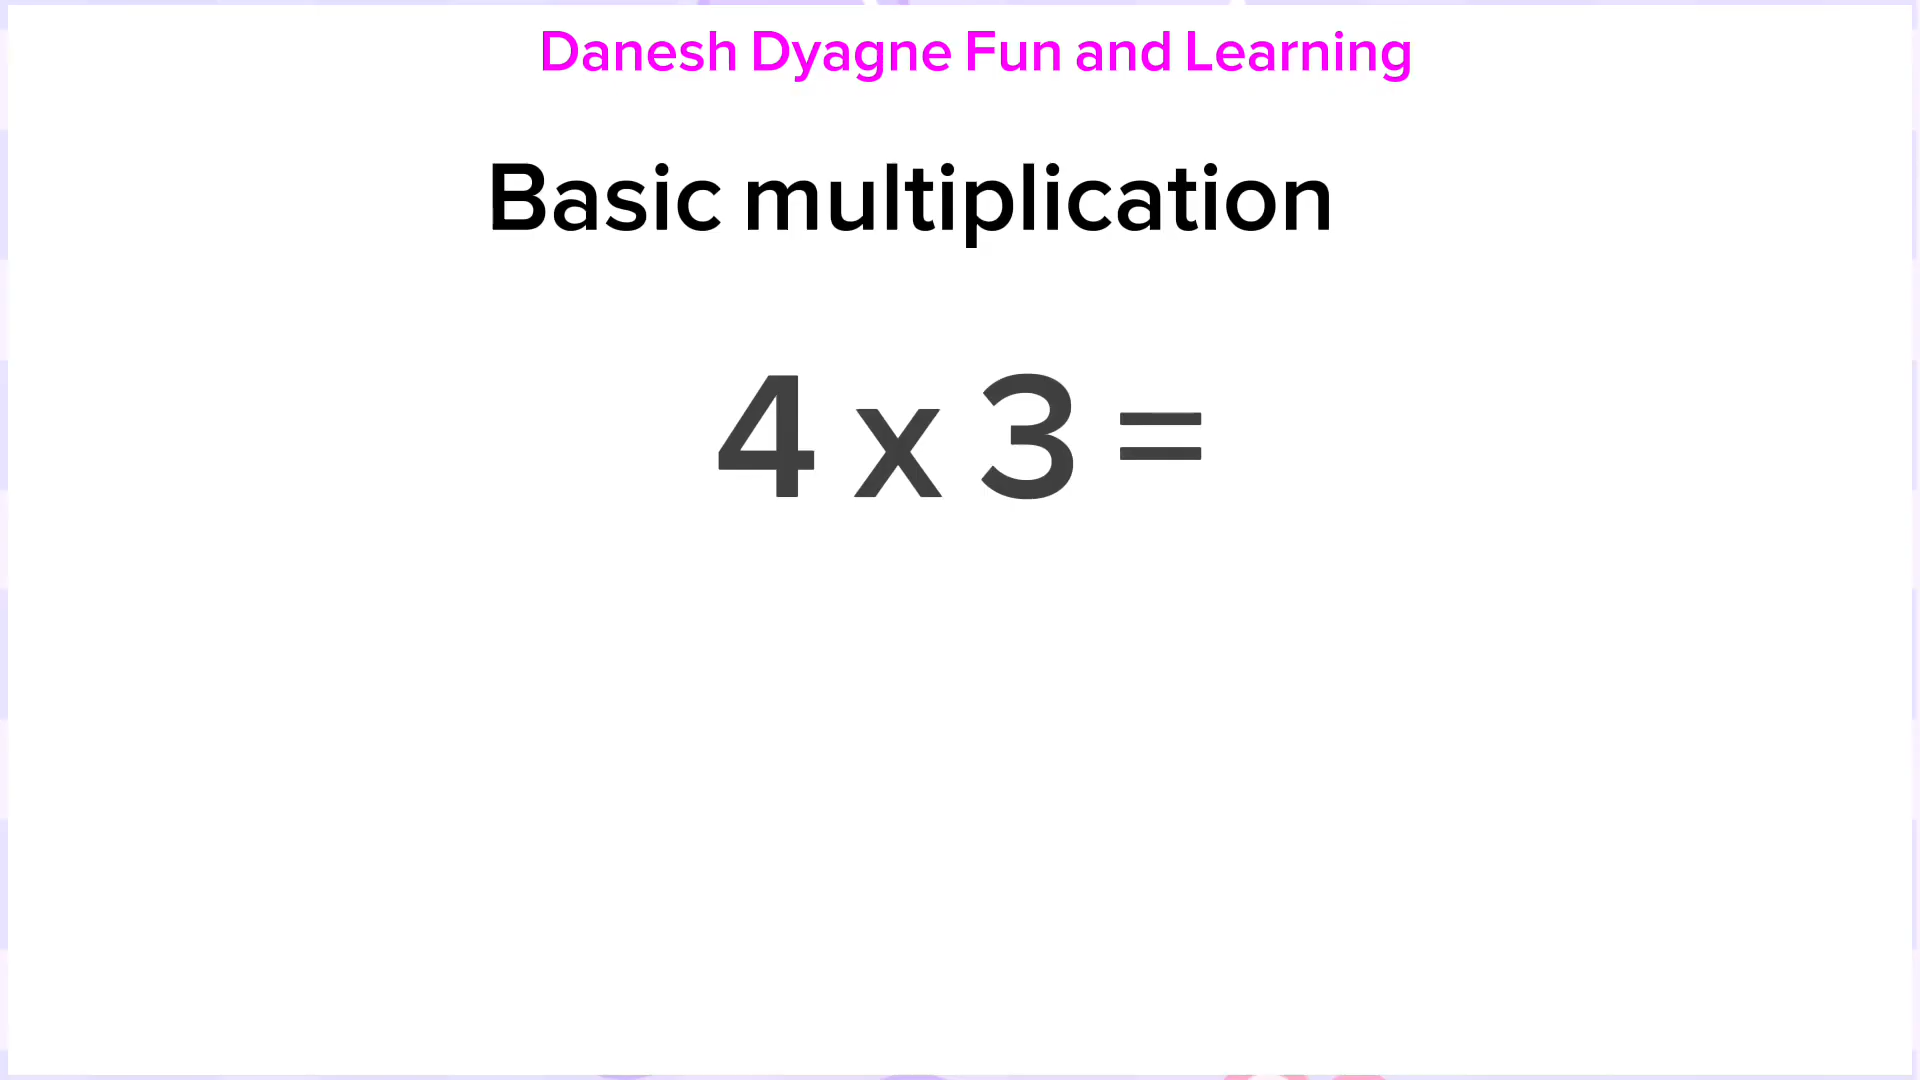 Danesh Dyagne Fun and Learning
Basic multiplication
4 x 3 =